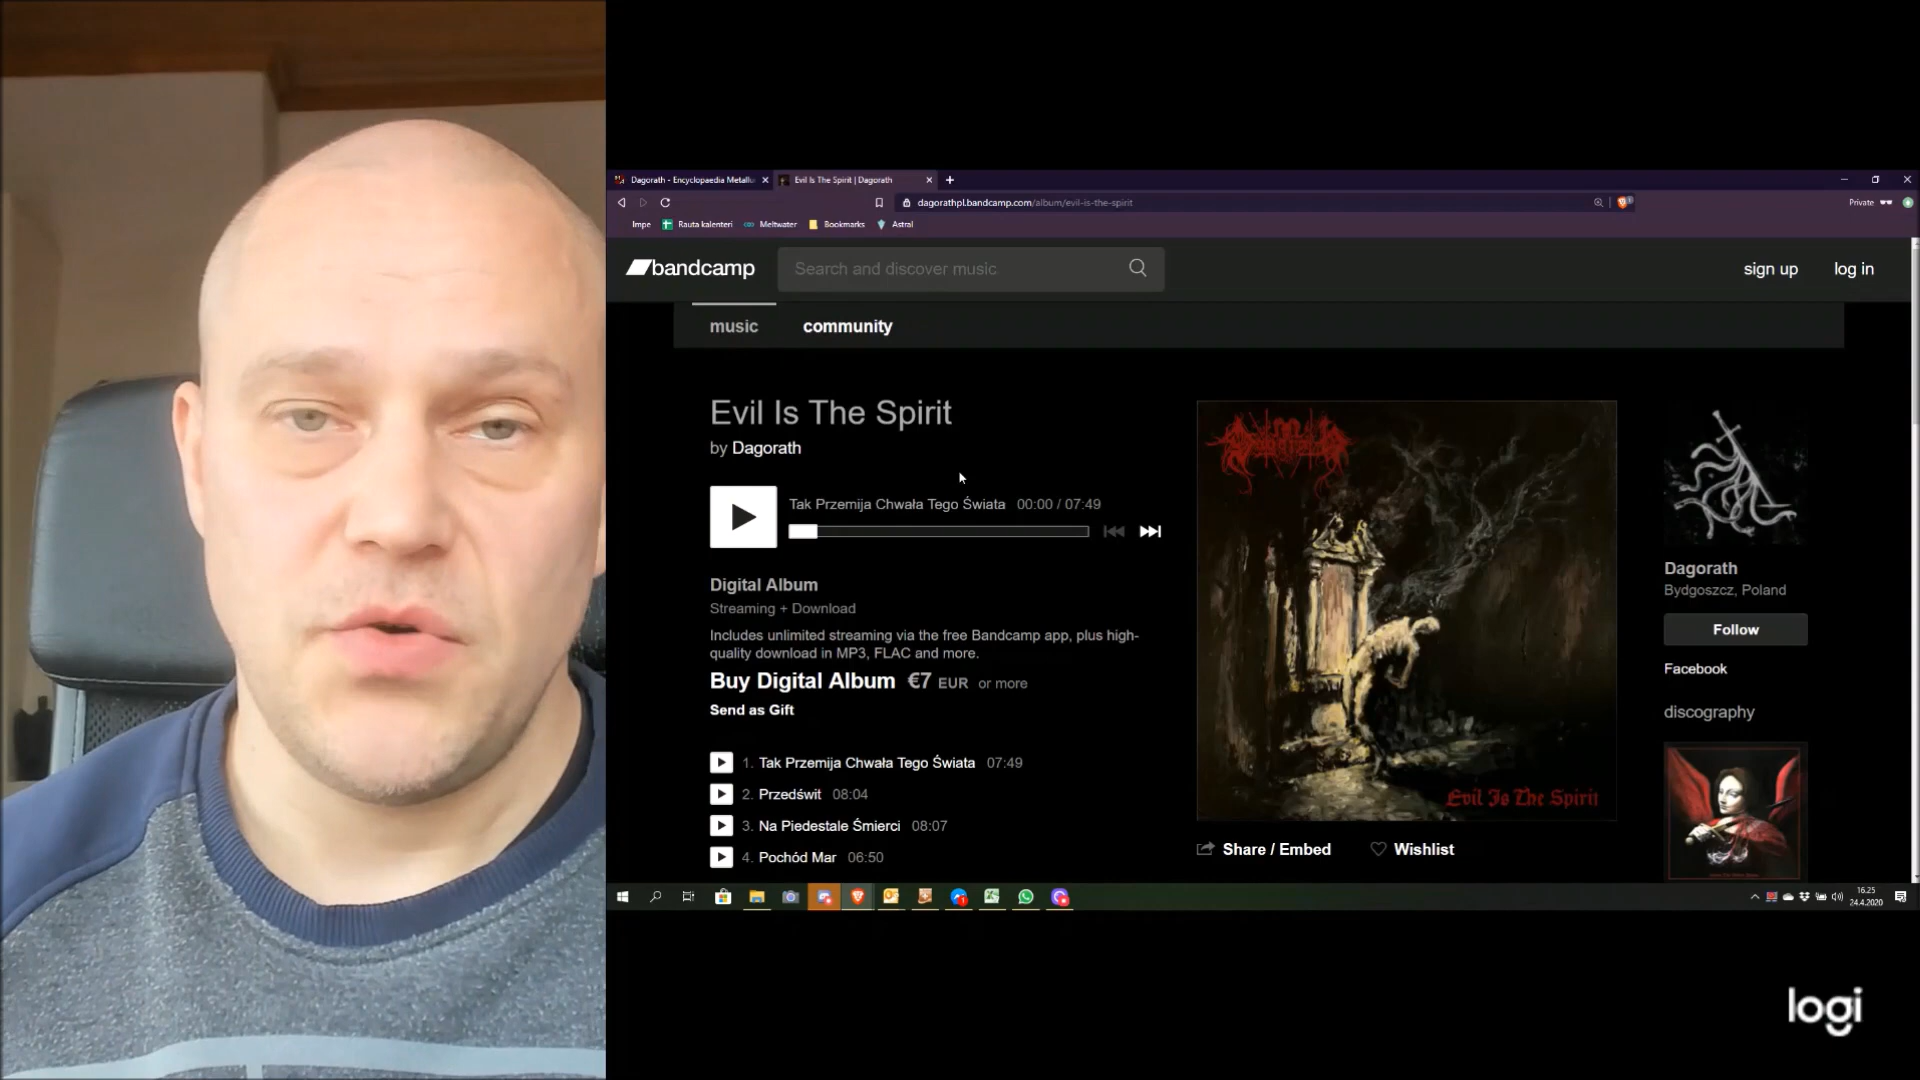 Dagorath - Encyclopaedia Metallu
Evil Is The Spirit | Dagorath
dagorathpl.bandcamp.com/album/evil-is-the-spirit
Private
Impe
Rauta kalenteri
Meltwater
Bookmarks
Astral
bandcamp
Search and discover music
sign up
log in
music
community
Evil Is The Spirit
by Dagorath
Tak Przemija Chwała Tego Świata 00:00 / 07:49
Digital Album
Streaming + Download
Includes unlimited streaming via the free Bandcamp app, plus high-
quality download in MP3, FLAC and more.
Buy Digital Album €7 EUR or more
Send as Gift
1. Tak Przemija Chwała Tego Świata 07:49
2. Przedświt 08:04
3. Na Piedestale Śmierci 08:07
4. Pochód Mar 06:50
Evil Is The Spirit
Share / Embed
Wishlist
Dagorath
Bydgoszcz, Poland
Follow
Facebook
discography
16.25
24.4.2020
logi